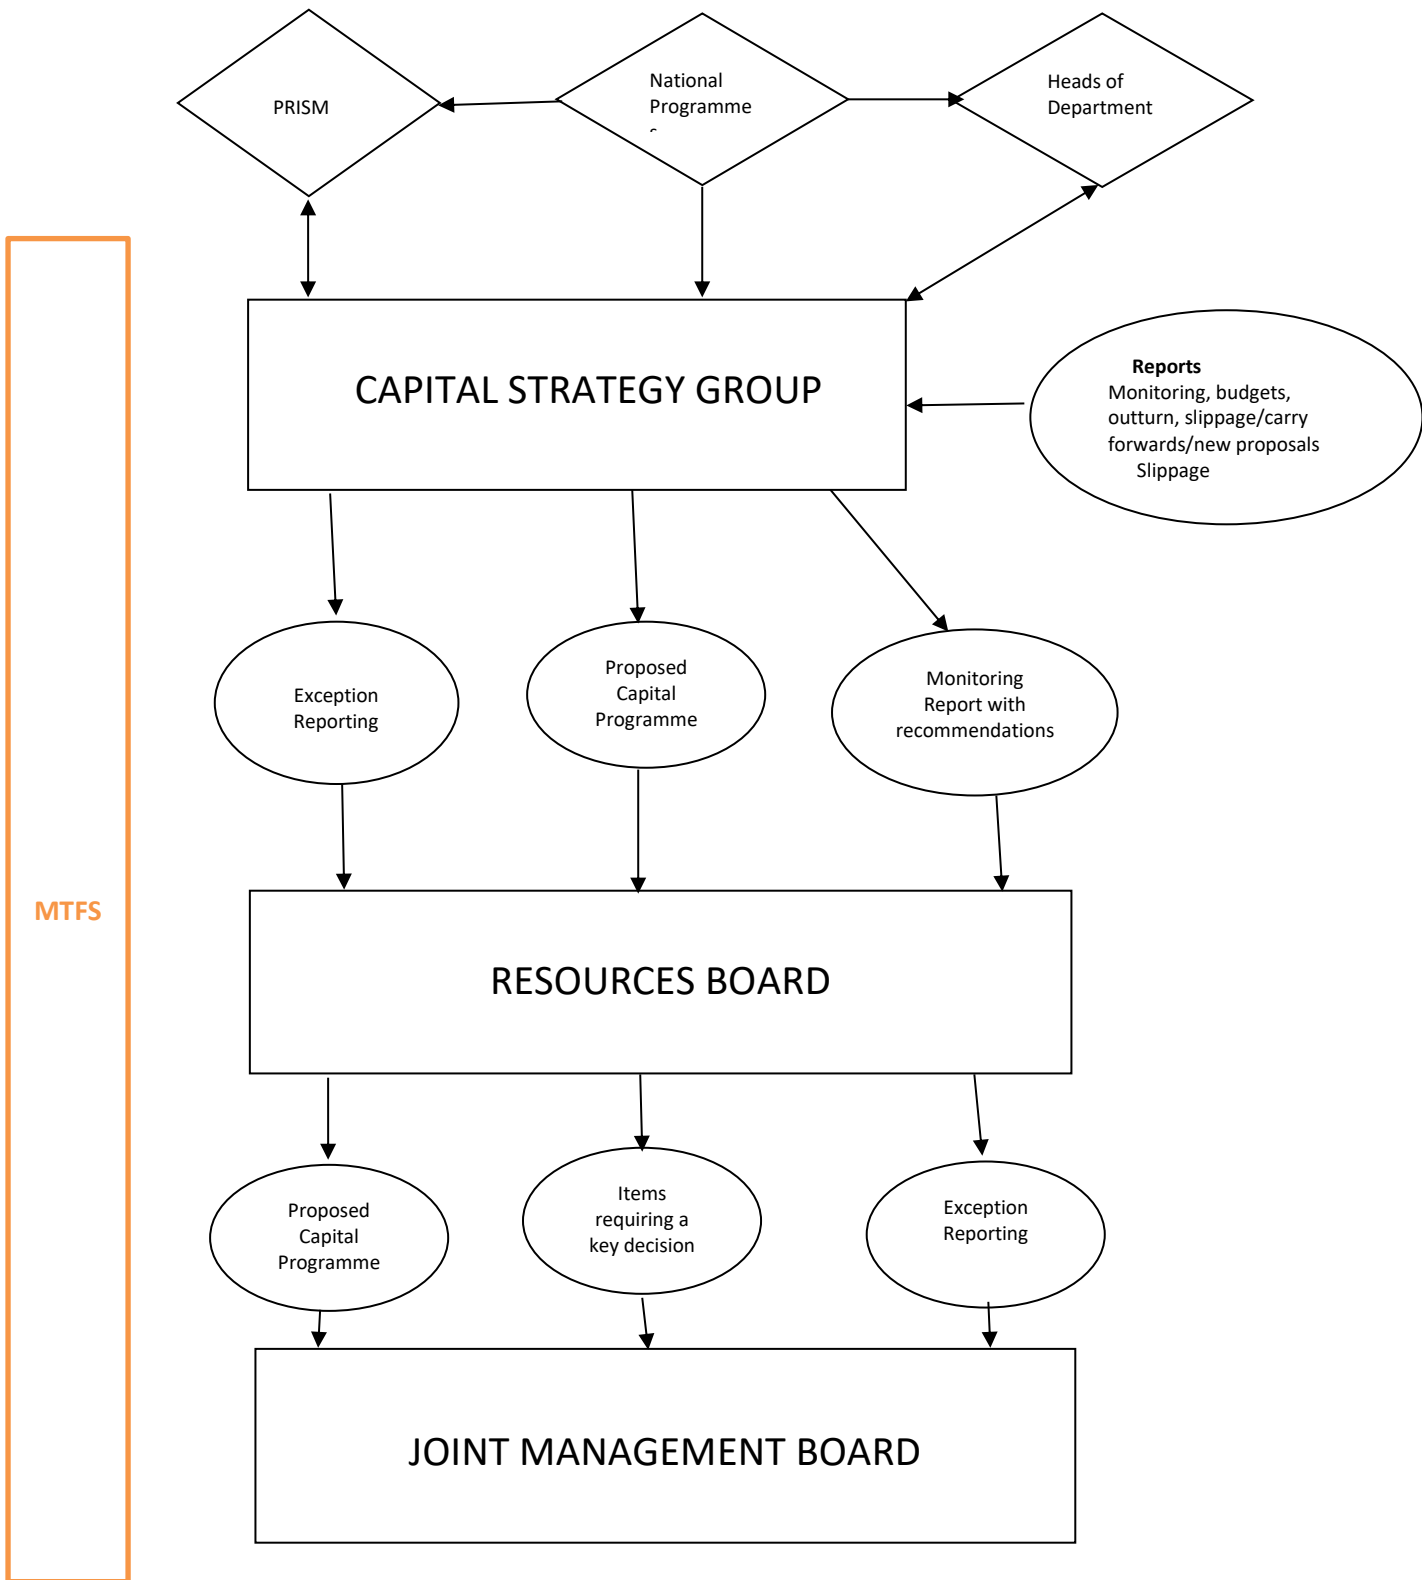 PRISM
National
Programme
Heads of
Department
CAPITAL STRATEGY GROUP
Reports
Monitoring, budgets,
outturn, slippage/carry
forwards/new proposals
Slippage
Exception
Reporting
Proposed
Capital
Programme
Monitoring
Report with
recommendations
MTFS
RESOURCES BOARD
Proposed
Capital
Programme
Items
requiring a
key decision
Exception
Reporting
JOINT MANAGEMENT BOARD